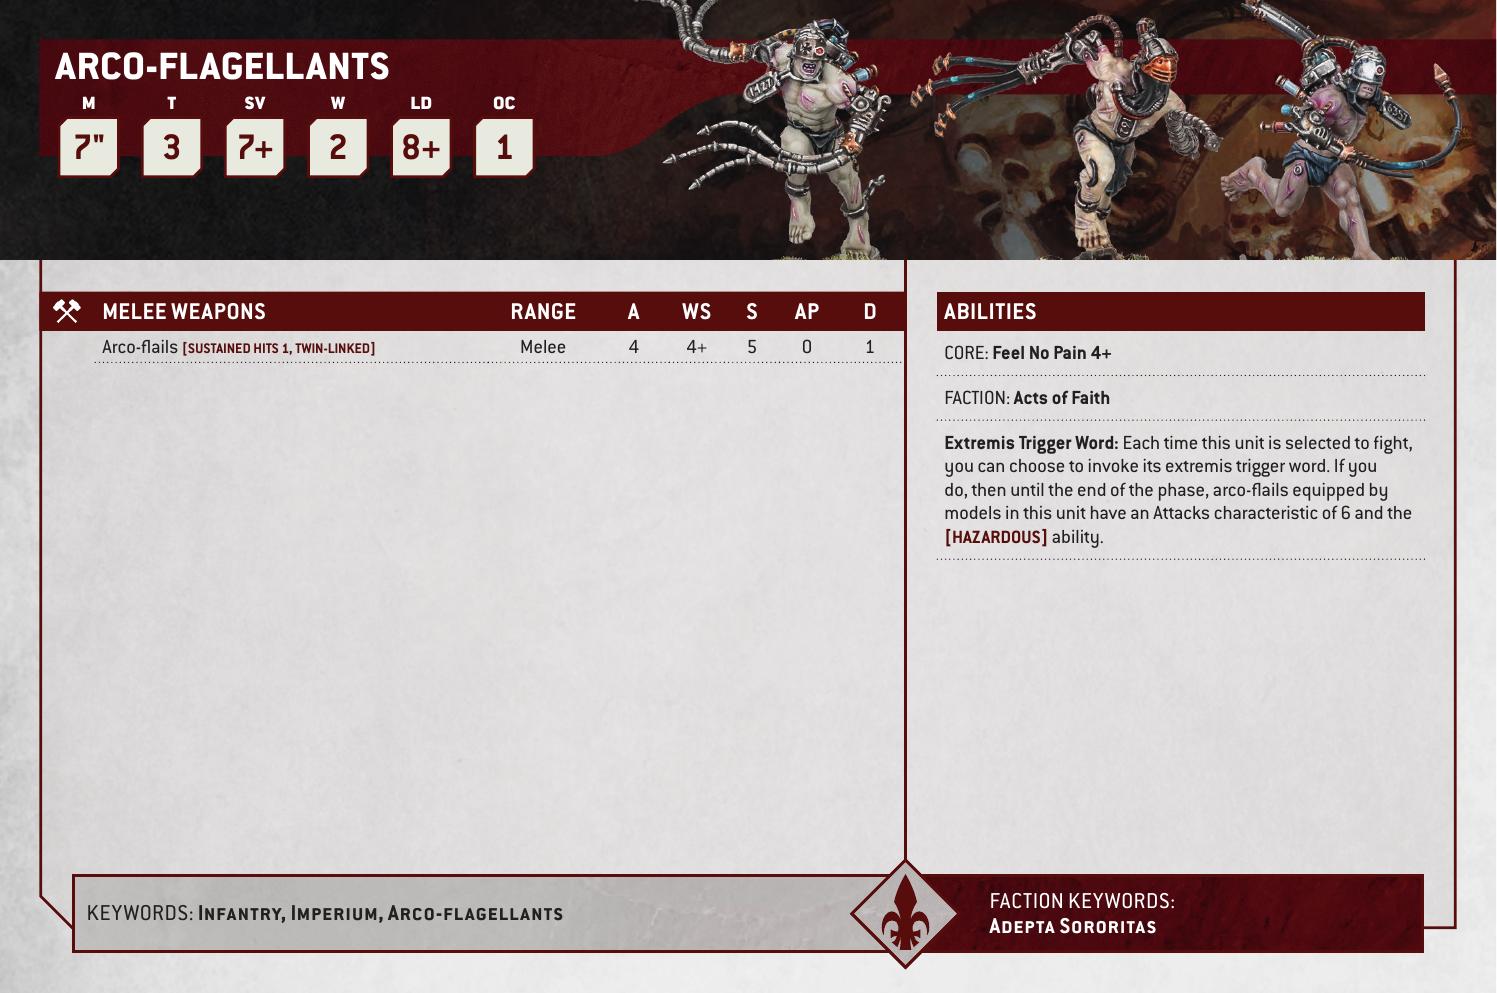 ARCO-FLAGELLANTS
M T SV W LD OC
7" 3 7+ 2 8+ 1
MELEE WEAPONS RANGE A WS S AP D
Arco-flails [SUSTAINED HITS 1, TWIN-LINKED] Melee 4 4+ 5 0 1
ABILITIES
CORE: Feel No Pain 4+
FACTION: Acts of Faith
Extremis Trigger Word: Each time this unit is selected to fight,
you can choose to invoke its extremis trigger word. If you
do, then until the end of the phase, arco-flails equipped by
models in this unit have an Attacks characteristic of 6 and the
[HAZARDOUS] ability.
KEYWORDS: INFANTRY, IMPERIUM, ARCO-FLAGELLANTS
FACTION KEYWORDS:
ADEPTA SORORITAS